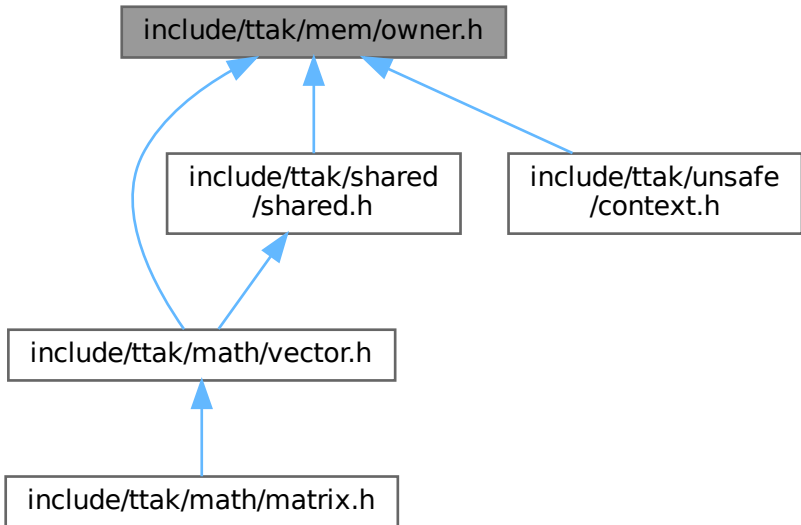 include/ttak/mem/owner.h
include/ttak/shared
/shared.h
include/ttak/unsafe
/context.h
include/ttak/math/vector.h
include/ttak/math/matrix.h